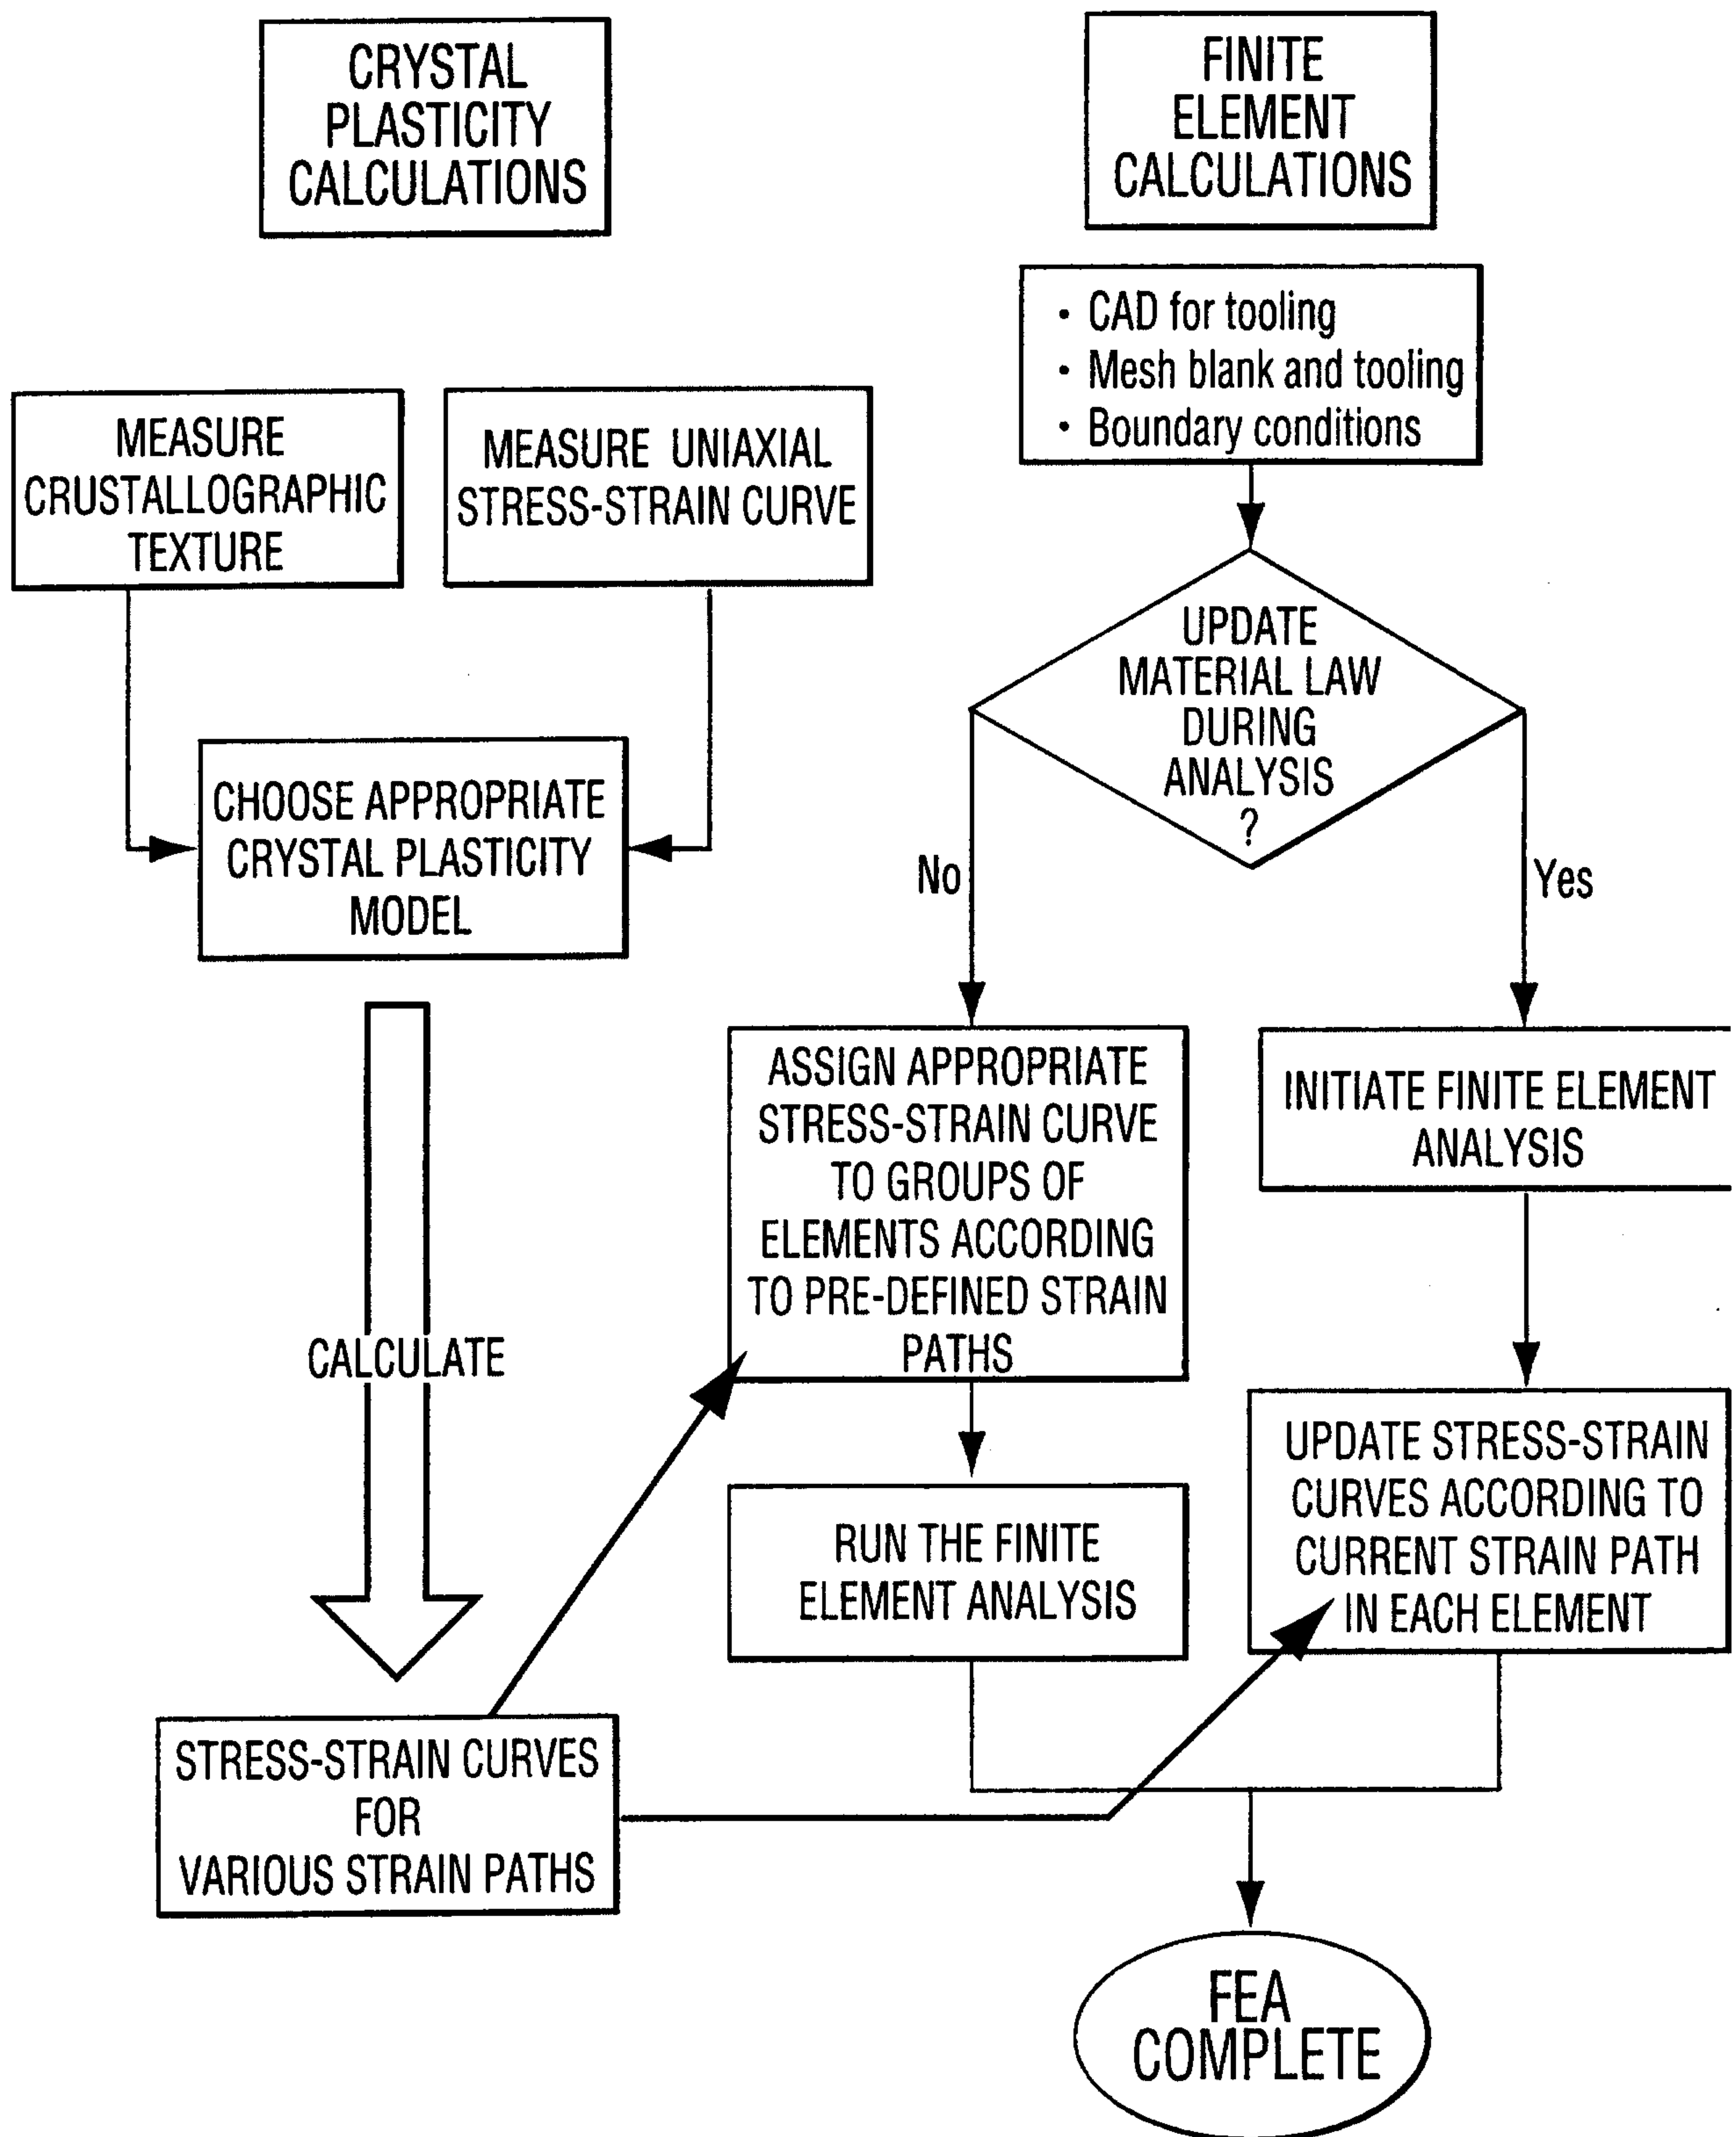 CRYSTAL
PLASTICITY
CALCULATIONS
FINITE
ELEMENT
CALCULATIONS
• CAD for tooling
• Mesh blank and tooling
• Boundary conditions
MEASURE
CRUSTALLOGRAPHIC
TEXTURE
MEASURE UNIAXIAL
STRESS-STRAIN CURVE
UPDATE
MATERIAL LAW
DURING
ANALYSIS
?
CHOOSE APPROPRIATE
CRYSTAL PLASTICITY
MODEL
No
Yes
ASSIGN APPROPRIATE
STRESS-STRAIN CURVE
TO GROUPS OF
ELEMENTS ACCORDING
TO PRE-DEFINED STRAIN
PATHS
INITIATE FINITE ELEMENT
ANALYSIS
CALCULATE
UPDATE STRESS-STRAIN
CURVES ACCORDING TO
CURRENT STRAIN PATH
IN EACH ELEMENT
RUN THE FINITE
ELEMENT ANALYSIS
STRESS-STRAIN CURVES
FOR
VARIOUS STRAIN PATHS
FEA
COMPLETE